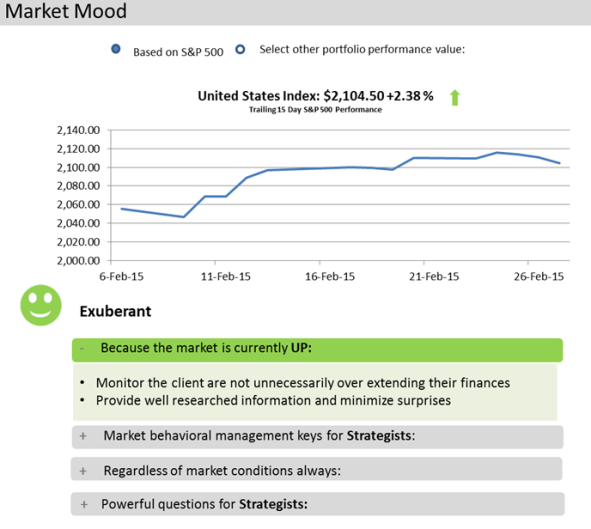 Market Mood
Based on S&P 500
Select other portfolio performance value:
United States Index: $2,104.50 +2.38 %
Trailing 15 Day S&P 500 Performance
2,140.00
2,120.00
2,100.00
2,080.00
2,060.00
2,040.00
2,020.00
2,000.00
6-Feb-15 11-Feb-15 16-Feb-15 21-Feb-15 26-Feb-15
Exuberant
- Because the market is currently UP:
• Monitor the client are not unnecessarily over extending their finances
• Provide well researched information and minimize surprises
+ Market behavioral management keys for Strategists:
+ Regardless of market conditions always:
+ Powerful questions for Strategists: